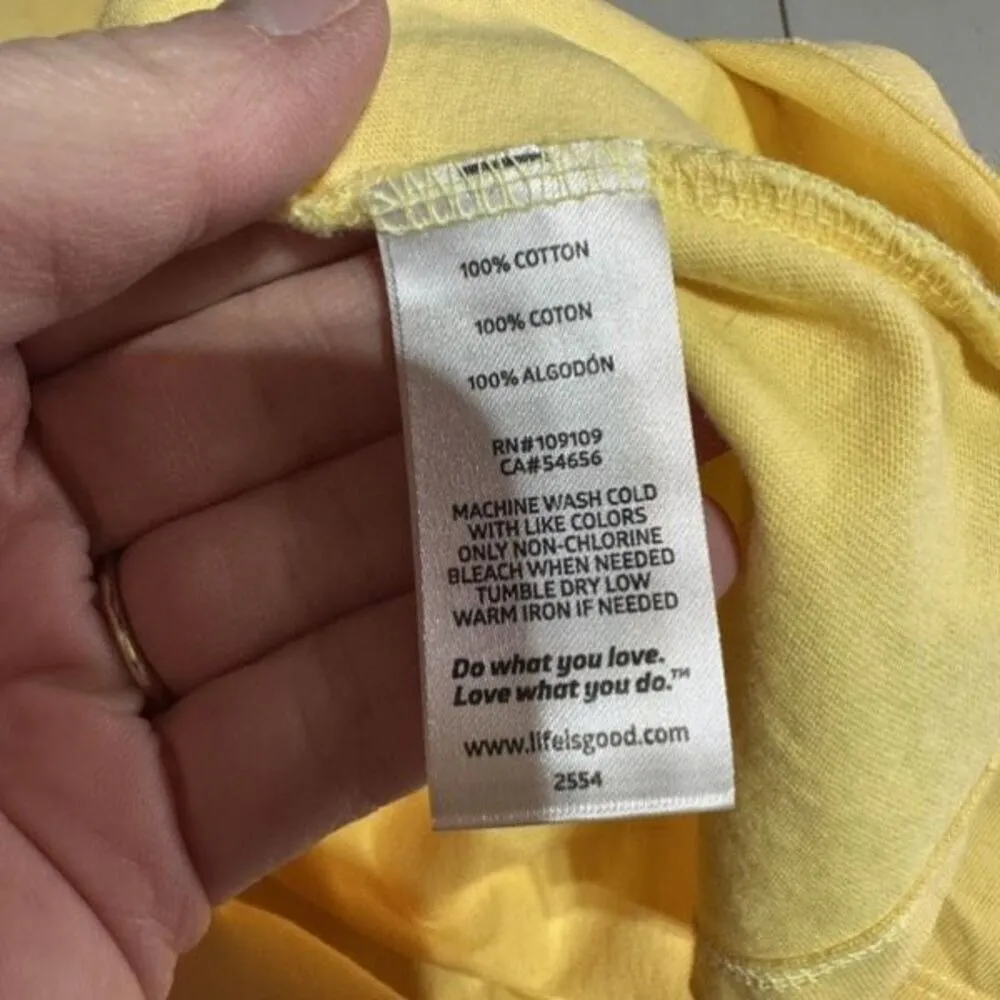 100% COTTON
100% COTON
100% ALGODÓN
RN#109109
CA#54656
MACHINE WASH COLD
WITH LIKE COLORS
ONLY NON-CHLORINE
BLEACH WHEN NEEDED
TUMBLE DRY LOW
WARM IRON IF NEEDED
Do what you love.
Love what you do.™
www.lifeisgood.com
2554